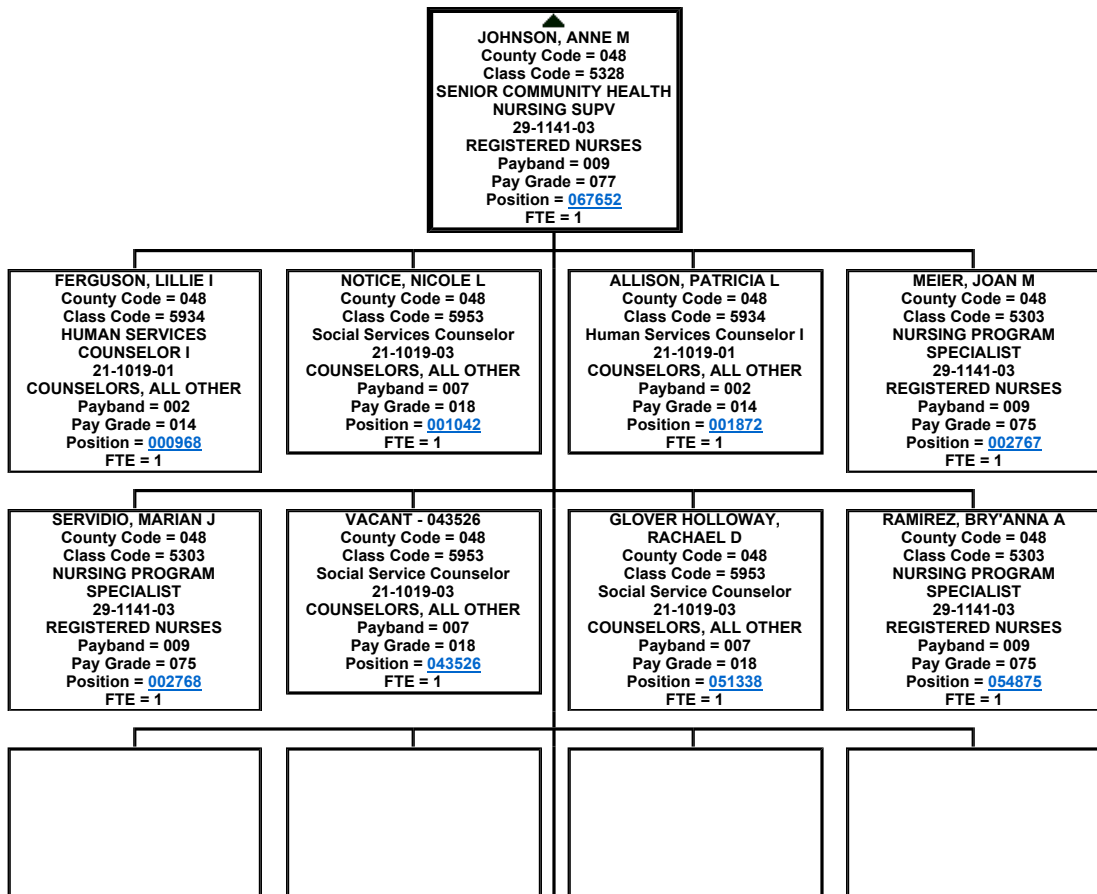 JOHNSON, ANNE M
County Code = 048
Class Code = 5328
SENIOR COMMUNITY HEALTH
NURSING SUPV
29-1141-03
REGISTERED NURSES
Payband = 009
Pay Grade = 077
Position = 067652
FTE = 1
FERGUSON, LILLIE I
County Code = 048
Class Code = 5934
HUMAN SERVICES
COUNSELOR I
21-1019-01
COUNSELORS, ALL OTHER
Payband = 002
Pay Grade = 014
Position = 000968
FTE = 1
NOTICE, NICOLE L
County Code = 048
Class Code = 5953
Social Services Counselor
21-1019-03
COUNSELORS, ALL OTHER
Payband = 007
Pay Grade = 018
Position = 001042
FTE = 1
ALLISON, PATRICIA L
County Code = 048
Class Code = 5934
Human Services Counselor I
21-1019-01
COUNSELORS, ALL OTHER
Payband = 002
Pay Grade = 014
Position = 001872
FTE = 1
MEIER, JOAN M
County Code = 048
Class Code = 5303
NURSING PROGRAM
SPECIALIST
29-1141-03
REGISTERED NURSES
Payband = 009
Pay Grade = 075
Position = 002767
FTE = 1
SERVIDIO, MARIAN J
County Code = 048
Class Code = 5303
NURSING PROGRAM
SPECIALIST
29-1141-03
REGISTERED NURSES
Payband = 009
Pay Grade = 075
Position = 002768
FTE = 1
VACANT - 043526
County Code = 048
Class Code = 5953
Social Service Counselor
21-1019-03
COUNSELORS, ALL OTHER
Payband = 007
Pay Grade = 018
Position = 043526
FTE = 1
GLOVER HOLLOWAY,
RACHAEL D
County Code = 048
Class Code = 5953
Social Service Counselor
21-1019-03
COUNSELORS, ALL OTHER
Payband = 007
Pay Grade = 018
Position = 051338
FTE = 1
RAMIREZ, BRY'ANNA A
County Code = 048
Class Code = 5303
NURSING PROGRAM
SPECIALIST
29-1141-03
REGISTERED NURSES
Payband = 009
Pay Grade = 075
Position = 054875
FTE = 1